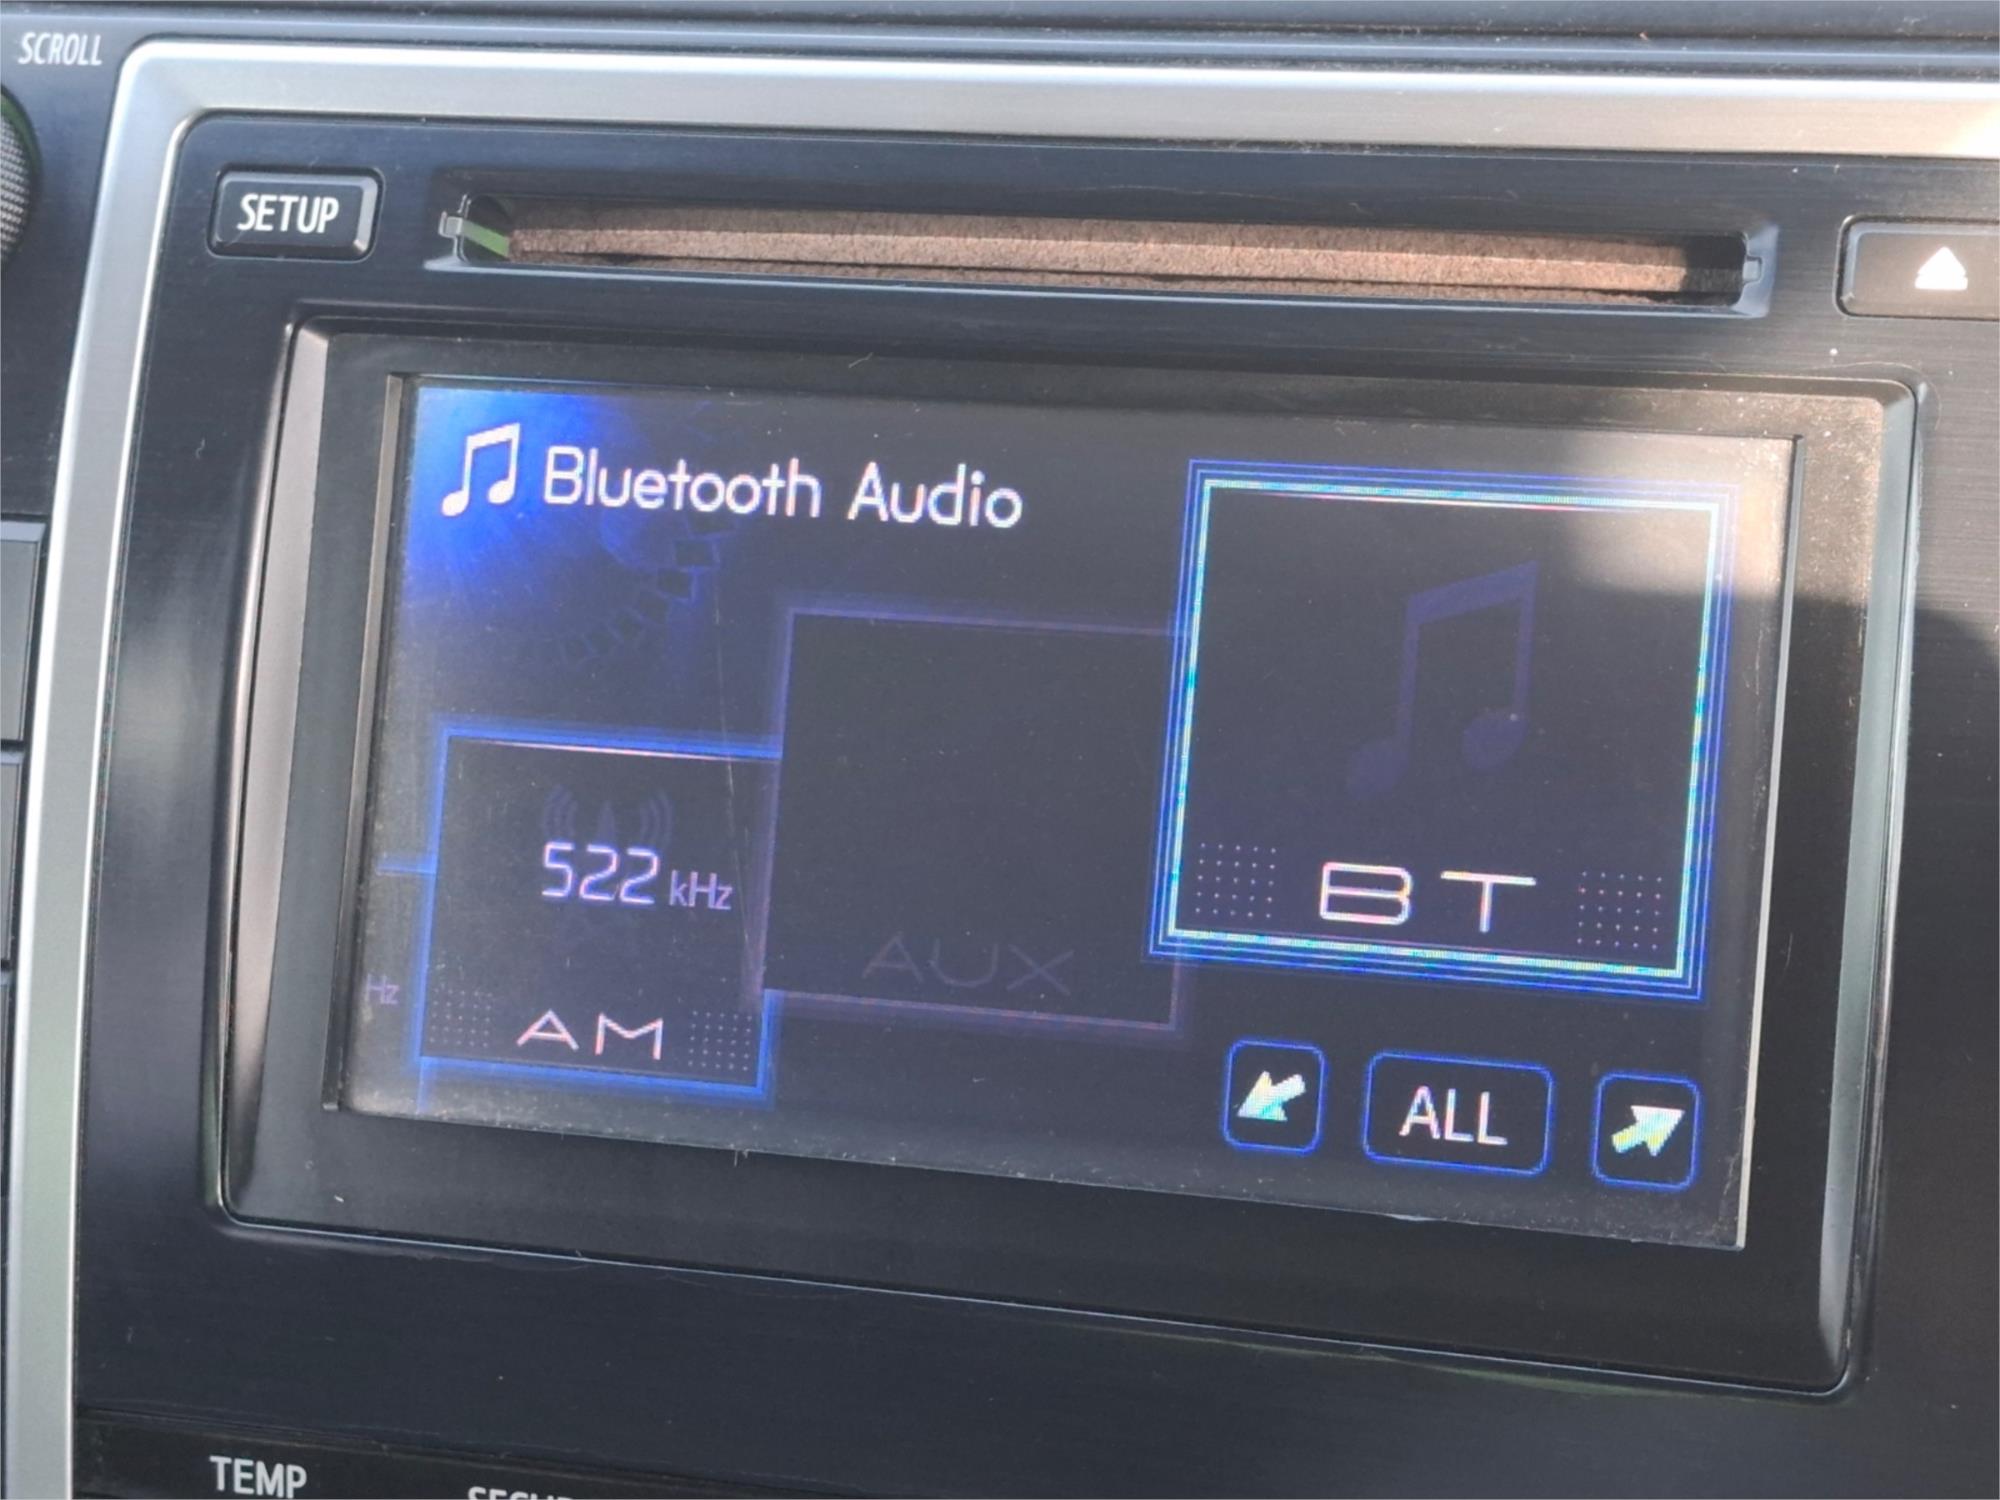 SCROLL
SETUP
Bluetooth Audio
522 kHz
AUX
BT
Hz
AM
ALL
TEMP